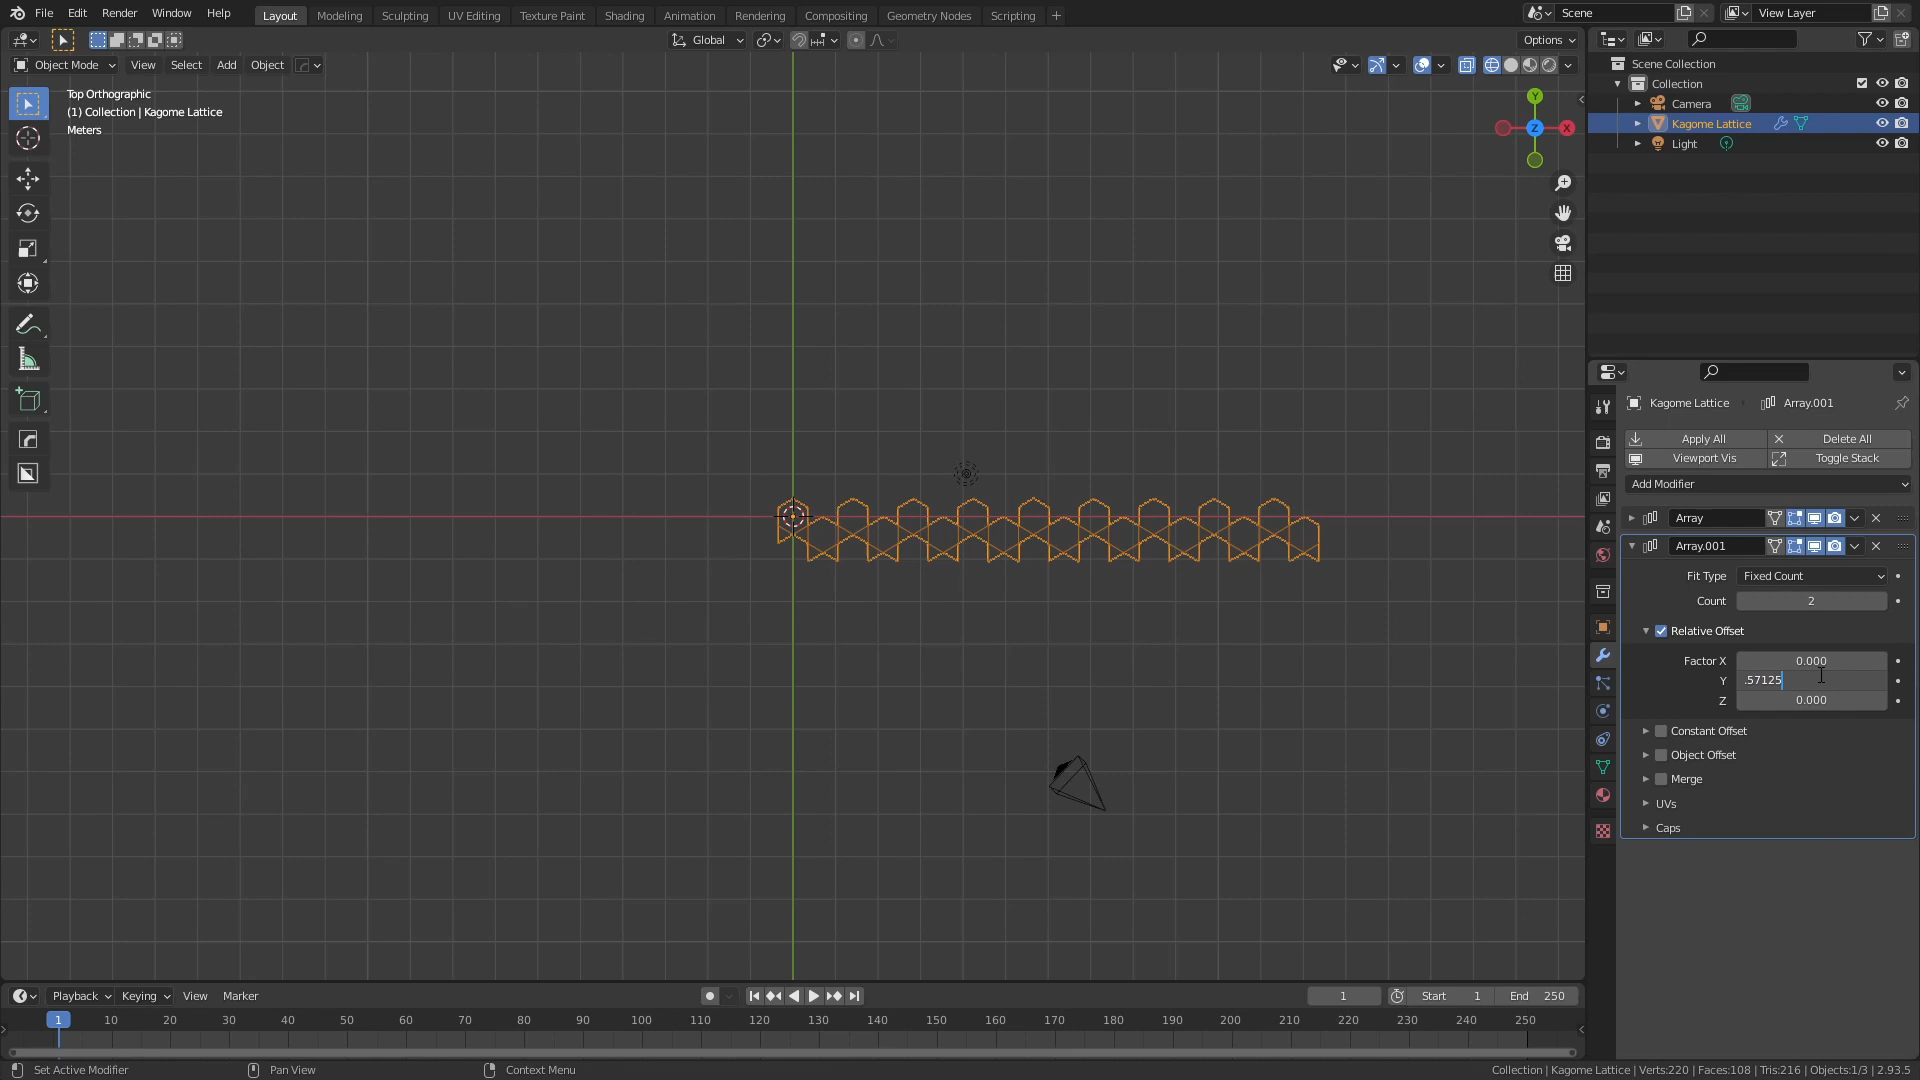 File Edit Render Window Help Layout Modeling Sculpting UV Editing Texture Paint Shading Animation Rendering Compositing Geometry Nodes Scripting + Scene View Layer
Global Options
Object Mode View Select Add Object
Top Orthographic
(1) Collection | Kagome Lattice
Meters
Y
Z
X
Scene Collection
Collection
Camera
Kagome Lattice
Light
Kagome Lattice Array.001
Apply All Delete All
Viewport Vis Toggle Stack
Add Modifier
Array
Array.001
Fit Type Fixed Count
Count 2
Relative Offset
Factor X 0.000
Y .57125
Z 0.000
Constant Offset
Object Offset
Merge
UVs
Caps
Playback Keying View Marker 1 Start 1 End 250
1 10 20 30 40 50 60 70 80 90 100 110 120 130 140 150 160 170 180 190 200 210 220 230 240 250
Set Active Modifier Pan View Context Menu Collection | Kagome Lattice | Verts:220 | Faces:108 | Tris:216 | Objects:1/3 | 2.93.5